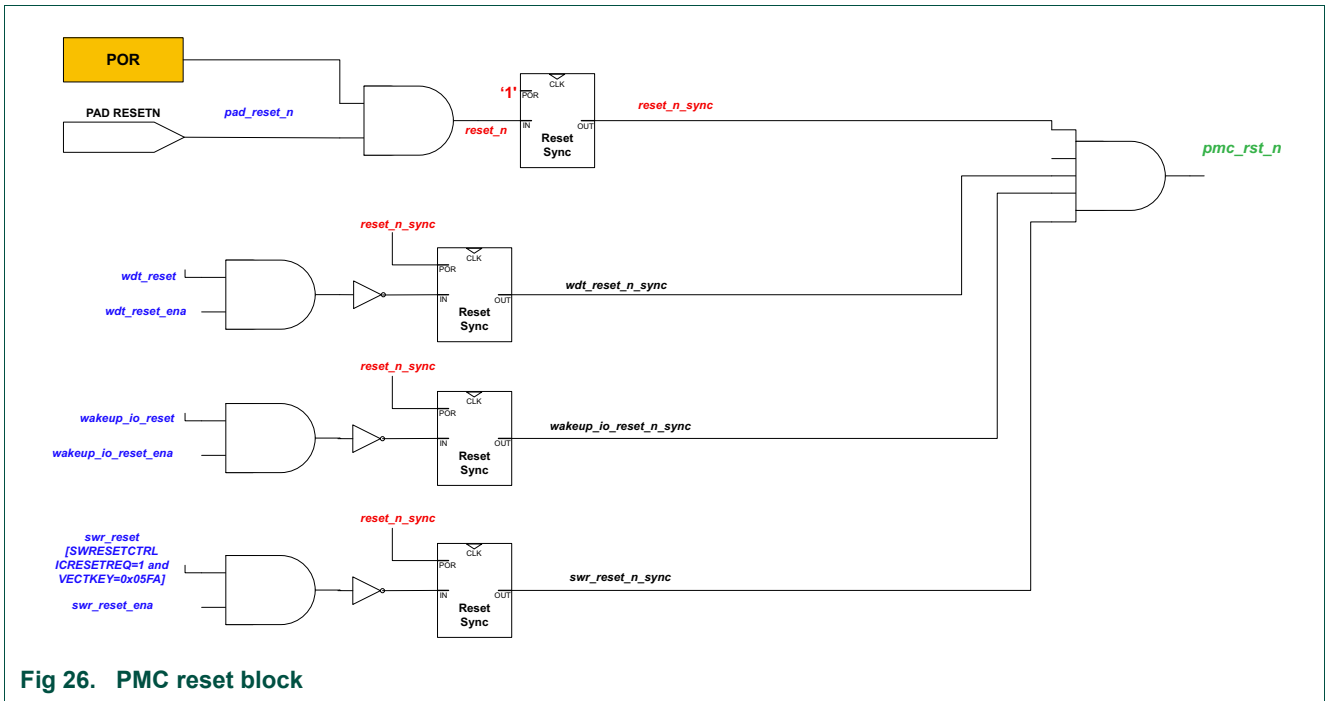 POR
PAD RESETN
pad_reset_n
reset_n
'1'
CLK
POR
IN
OUT
Reset
Sync
reset_n_sync
pmc_rst_n
reset_n_sync
wdt_reset
wdt_reset_ena
CLK
POR
IN
OUT
Reset
Sync
wdt_reset_n_sync
reset_n_sync
wakeup_io_reset
wakeup_io_reset_ena
CLK
POR
IN
OUT
Reset
Sync
wakeup_io_reset_n_sync
reset_n_sync
swr_reset
[SWRESETCTRL
ICRESETREQ=1 and
VECTKEY=0x05FA]
swr_reset_ena
CLK
POR
IN
OUT
Reset
Sync
swr_reset_n_sync
Fig 26. PMC reset block